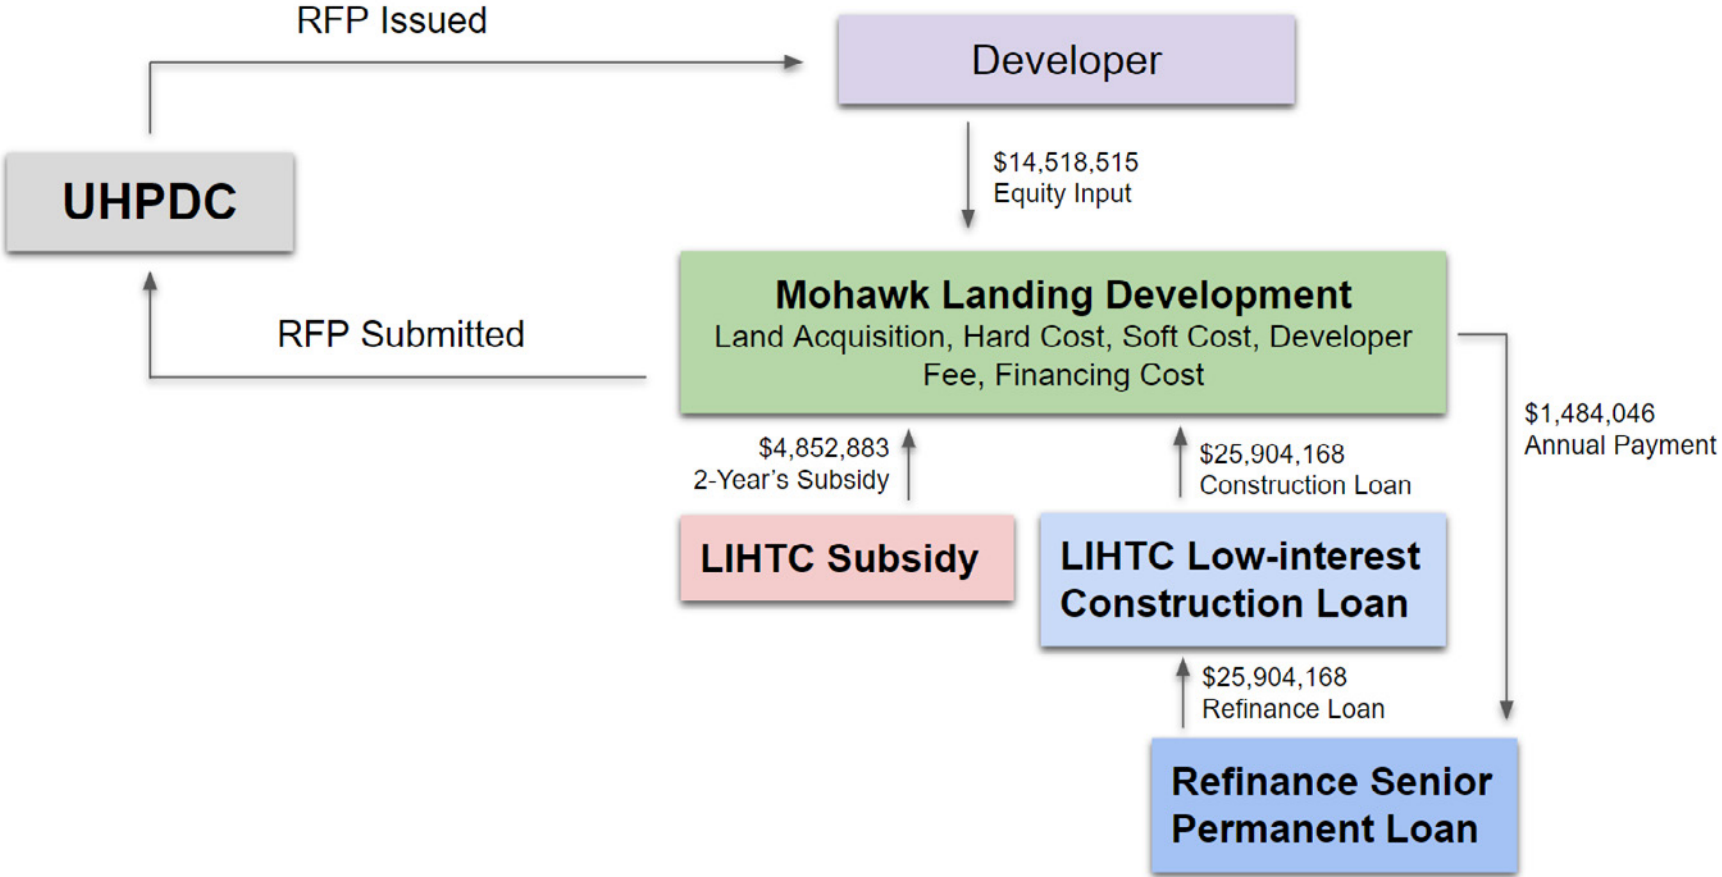 RFP Issued
Developer
$14,518,515
Equity Input
UHPDC
Mohawk Landing Development
Land Acquisition, Hard Cost, Soft Cost, Developer
Fee, Financing Cost
RFP Submitted
$1,484,046
Annual Payment
$4,852,883
2-Year's Subsidy
$25,904,168
Construction Loan
LIHTC Subsidy
LIHTC Low-interest
Construction Loan
$25,904,168
Refinance Loan
Refinance Senior
Permanent Loan